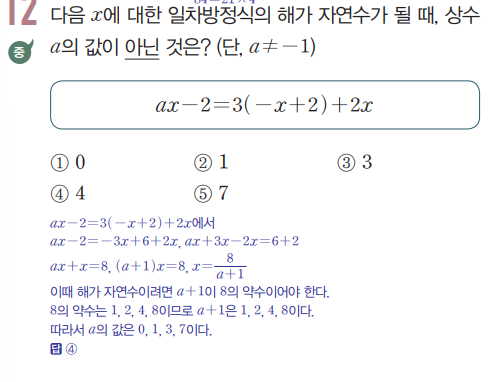 12 다음 x에 대한 일차방정식의 해가 자연수가 될 때, 상수
중 a의 값이 아닌 것은? (단, a≠-1)
ax-2=3(-x+2)+2x
① 0 ② 1 ③ 3
④ 4 ⑤ 7
ax-2=3(-x+2)+2x에서
ax-2=-3x+6+2x, ax+3x-2x=6+2
ax+x=8, (a+1)x=8, x=8/(a+1)
이때 해가 자연수이려면 a+1이 8의 약수이어야 한다.
8의 약수는 1, 2, 4, 8이므로 a+1은 1, 2, 4, 8이다.
따라서 a의 값은 0, 1, 3, 7이다.
답 ④